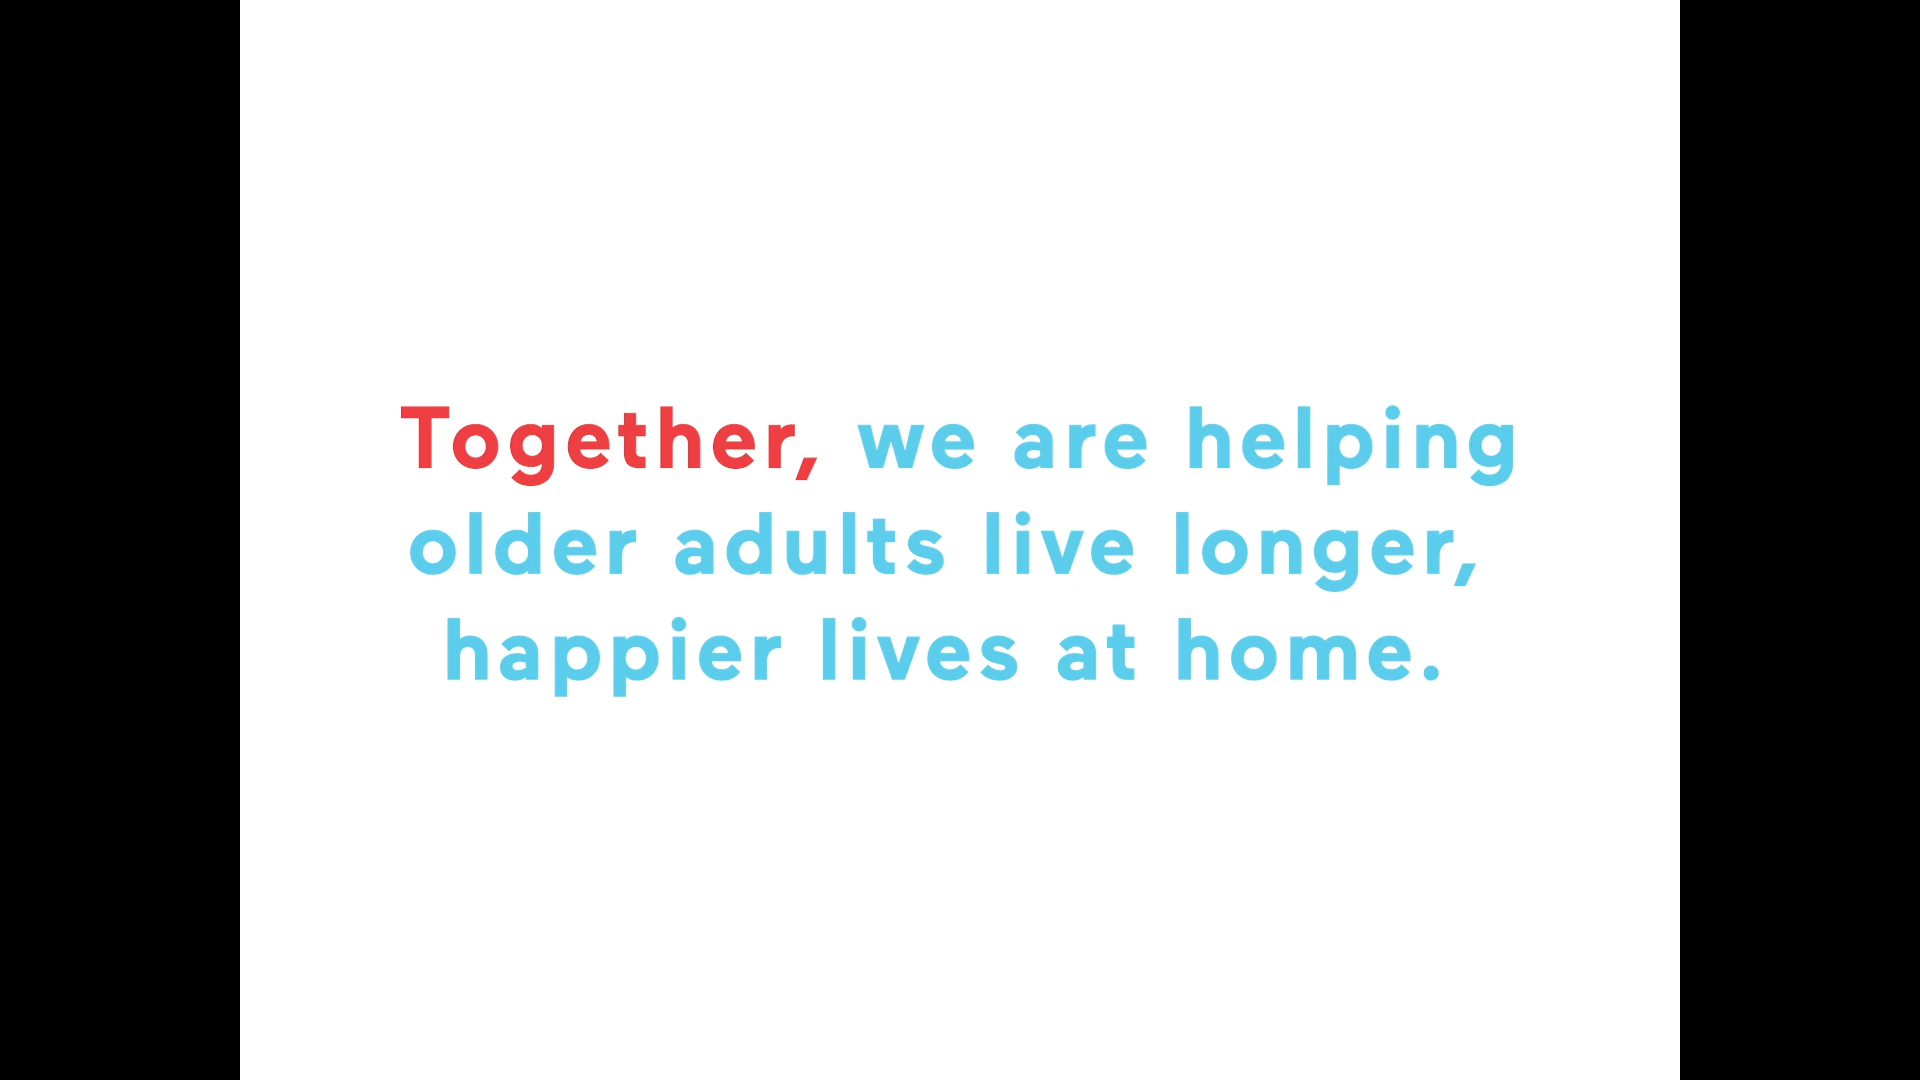 Together, we are helping
older adults live longer,
happier lives at home.